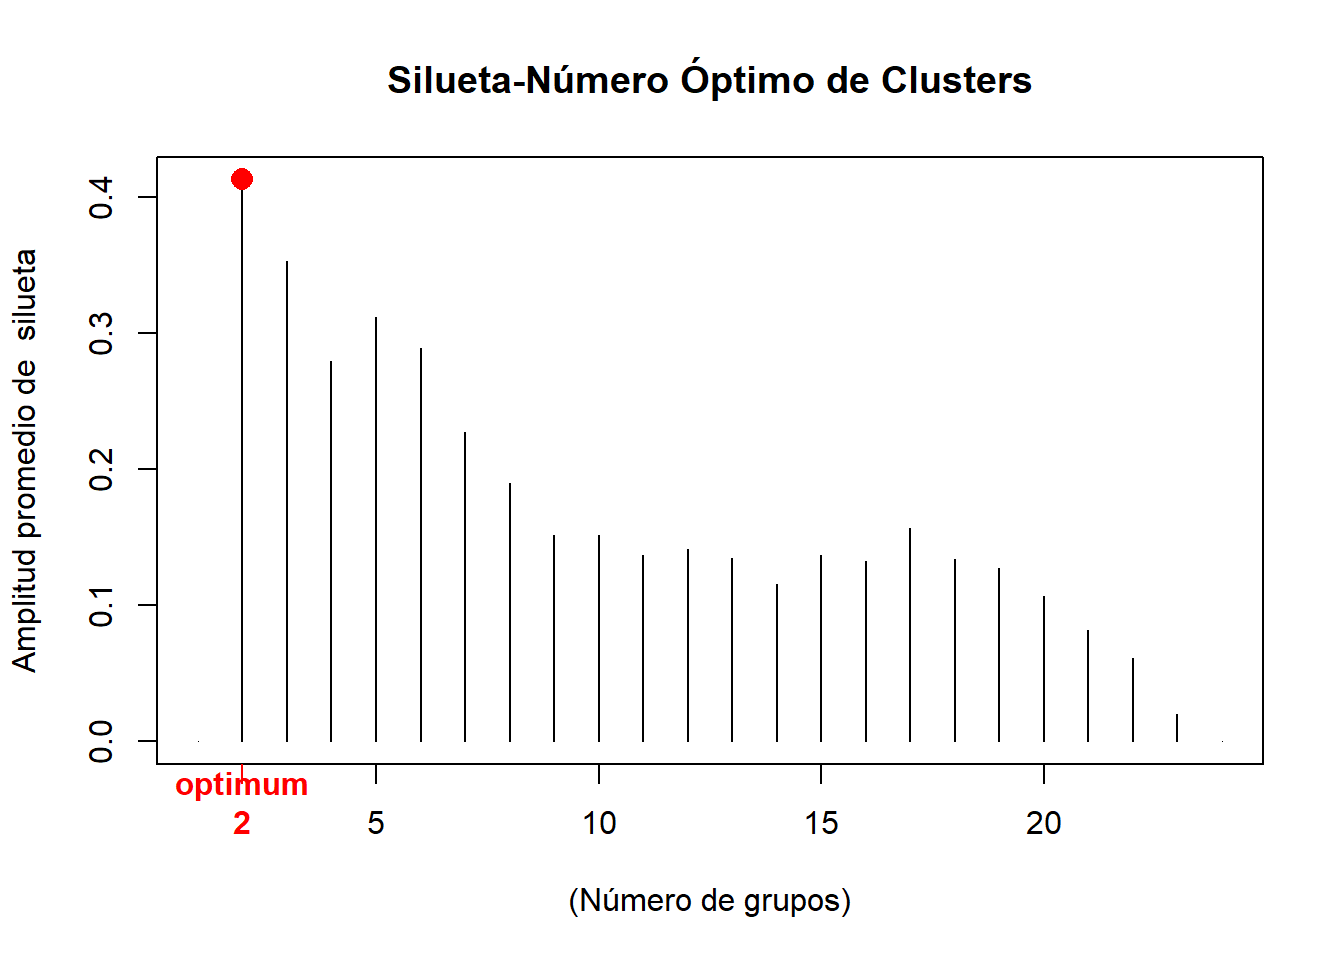 Silueta-Número Óptimo de Clusters
Amplitud promedio de  silueta
0.4
0.3
0.2
0.1
0.0
optimum
2 5 10 15 20
(Número de grupos)